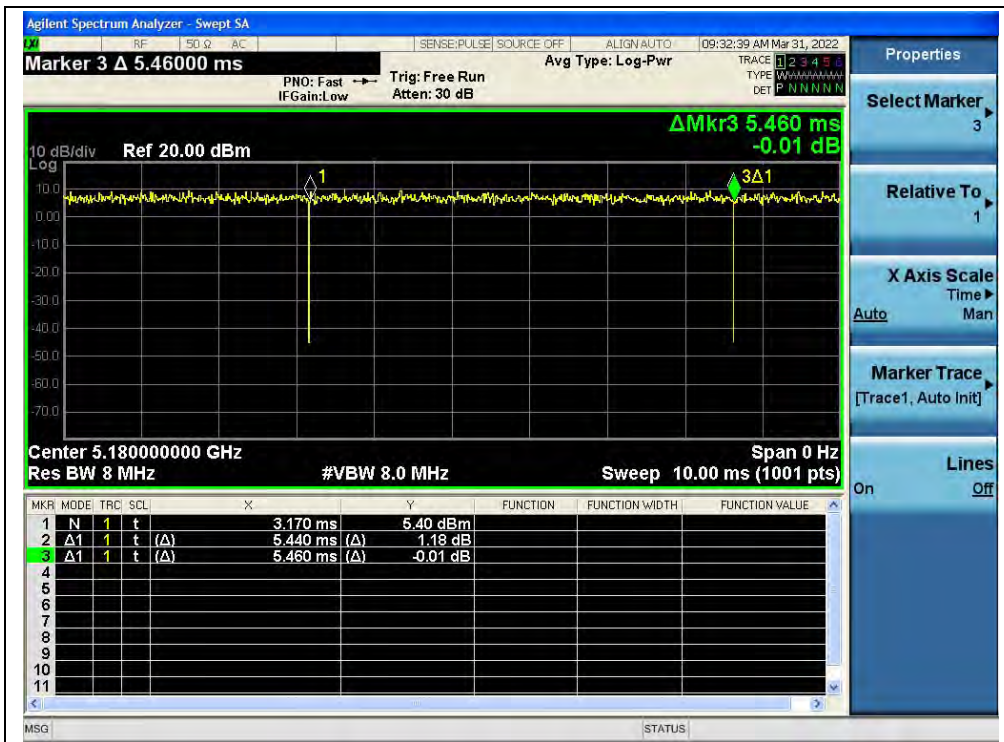 Agilent Spectrum Analyzer - Swept SA
LXI RF 50 Ω AC SENSE:PULSE SOURCE OFF ALIGN AUTO 09:32:39 AM Mar 31, 2022
Marker 3 Δ 5.46000 ms
PNO: Fast
IFGain:Low
Trig: Free Run
Atten: 30 dB
Avg Type: Log-Pwr
TRACE 1 2 3 4 5 6
TYPE
DET P N N N N N
ΔMkr3 5.460 ms
-0.01 dB
10 dB/div Ref 20.00 dBm
Log
10.0
0.00
-10.0
-20.0
-30.0
-40.0
-50.0
-60.0
-70.0
1
3Δ1
Center 5.180000000 GHz Span 0 Hz
Res BW 8 MHz #VBW 8.0 MHz Sweep 10.00 ms (1001 pts)
MKR MODE TRC SCL X Y FUNCTION FUNCTION WIDTH FUNCTION VALUE
1 N 1 t 3.170 ms 5.40 dBm
2 Δ1 1 t (Δ) 5.440 ms (Δ) 1.18 dB
3 Δ1 1 t (Δ) 5.460 ms (Δ) -0.01 dB
4
5
6
7
8
9
10
11
MSG STATUS
Properties
Select Marker
3
Relative To
1
X Axis Scale
Time
Auto Man
Marker Trace
[Trace1, Auto Init]
Lines
On Off